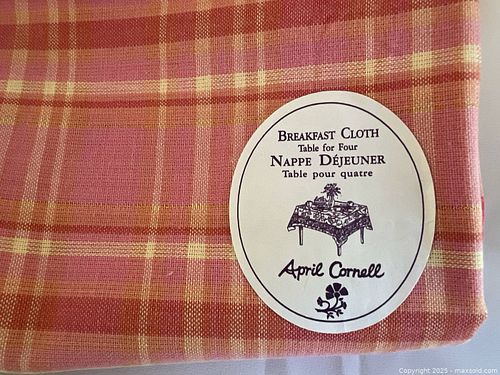 BREAKFAST CLOTH
Table for Four
NAPPE DÉJEUNER
Table pour quatre
April Cornell
Copyright 2025 - maxsold.com